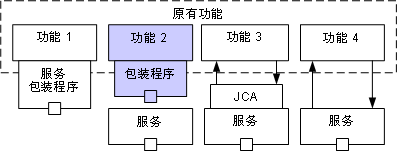 原有功能
功能 1
功能 2
功能 3
功能 4
服务
包装程序
包装程序
JCA
服务
服务
服务